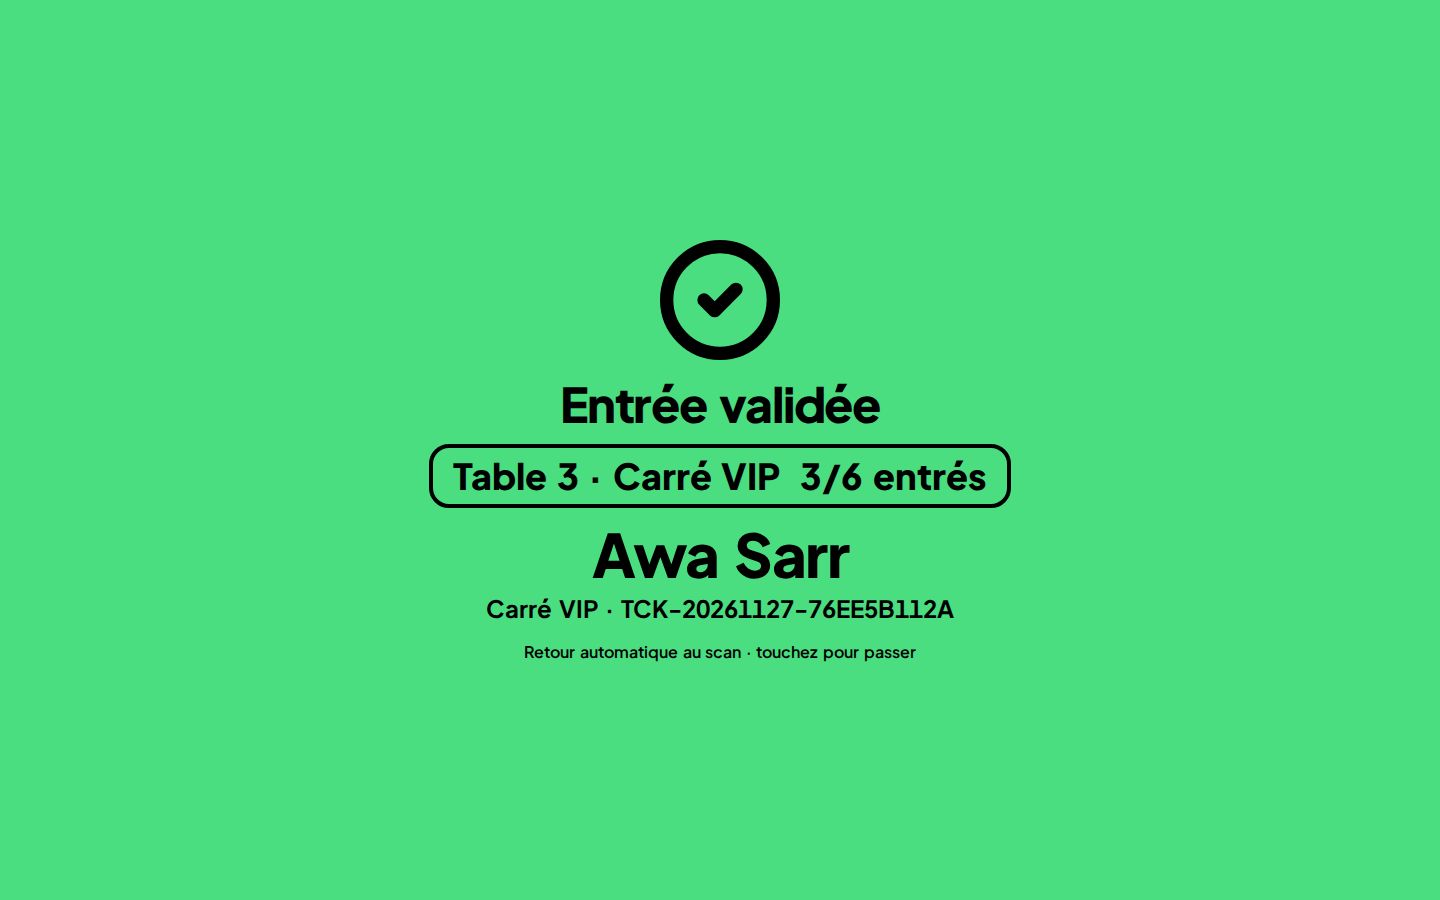 Entrée validée
Table 3 · Carré VIP 3/6 entrés
Awa Sarr
Carré VIP · TCK-20261127-76EE5B112A
Retour automatique au scan · touchez pour passer